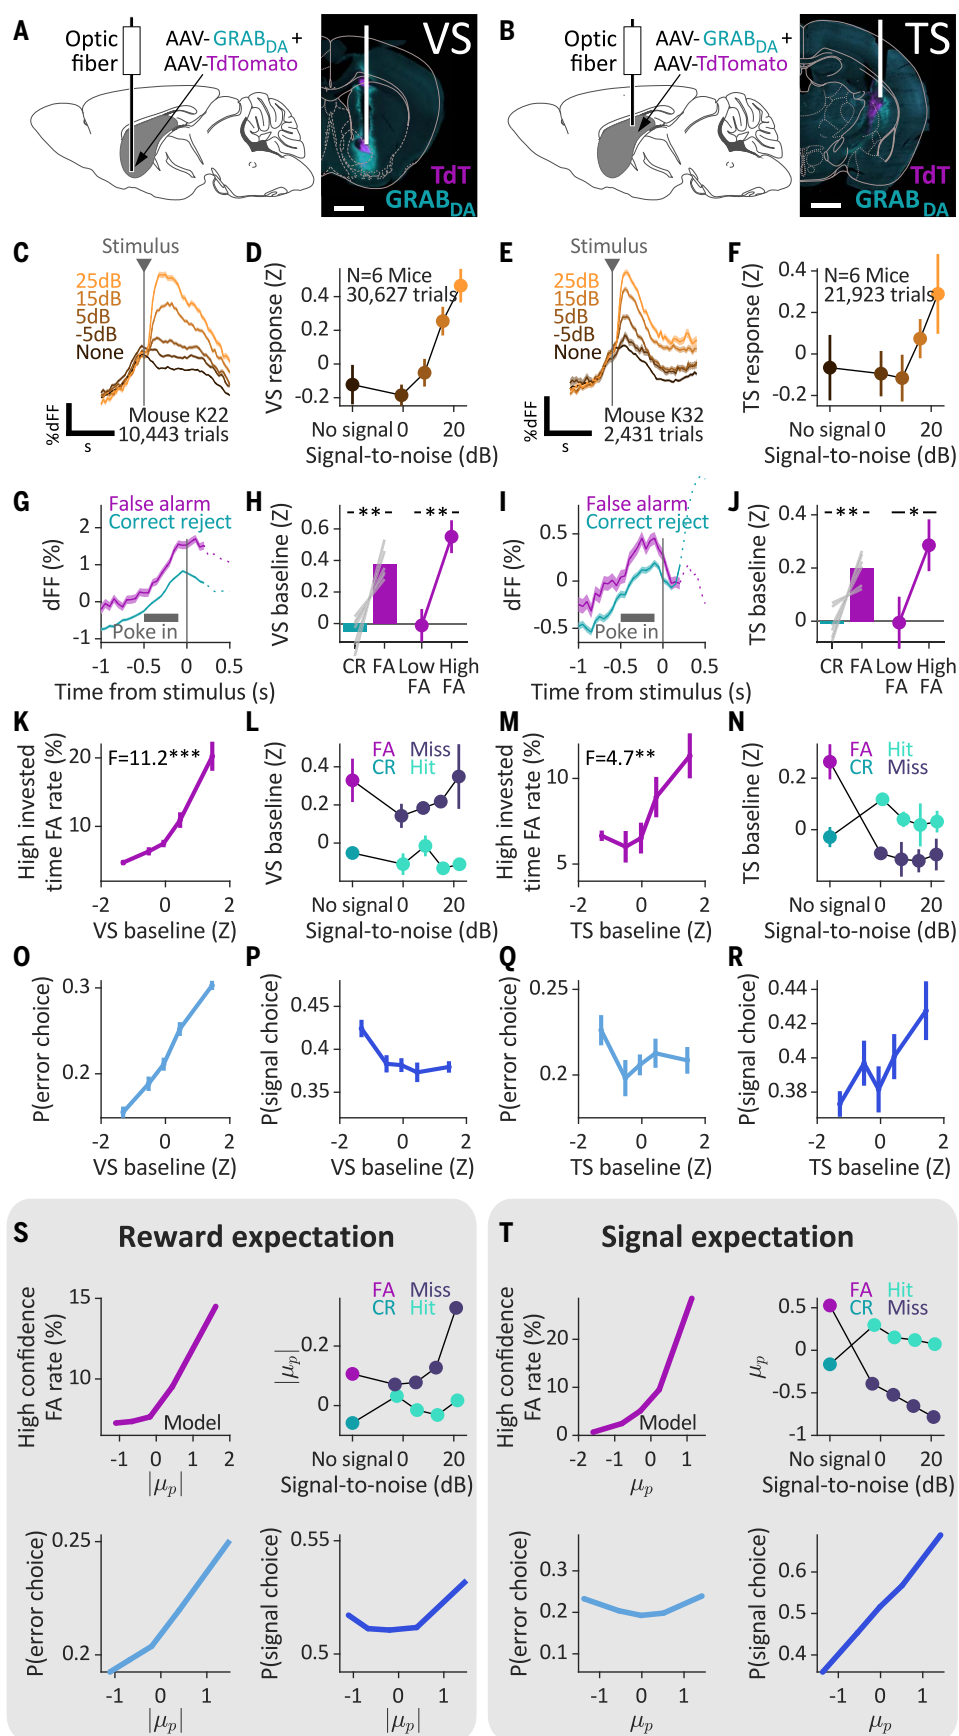 A
Optic
fiber
AAV-GRAB DA +
AAV-TdTomato
VS
TdT
GRAB DA
B
Optic
fiber
AAV-GRAB DA +
AAV-TdTomato
TS
TdT
GRAB DA
C
Stimulus
25dB
15dB
5dB
-5dB
None
%dFF
s
Mouse K22
10,443 trials
D
VS response (Z)
N=6 Mice
30,627 trials
0.4
0.2
0
-0.2
No signal 0 20
Signal-to-noise (dB)
E
Stimulus
25dB
15dB
5dB
-5dB
None
%dFF
s
Mouse K32
2,431 trials
F
TS response (Z)
N=6 Mice
21,923 trials
0.4
0.2
0
-0.2
No signal 0 20
Signal-to-noise (dB)
G
False alarm
Correct reject
dFF (%)
2
1
0
-1
Poke in
-1 -0.5 0 0.5
Time from stimulus (s)
H
VS baseline (Z)
** **
0.6
0.4
0.2
0
CR FA Low High
FA FA
I
False alarm
Correct reject
dFF (%)
0.5
0
-0.5
Poke in
-1 -0.5 0 0.5
Time from stimulus (s)
J
TS baseline (Z)
** *
0.4
0.2
0
CR FA Low High
FA FA
K
High invested
time FA rate (%)
F=11.2***
20
10
-2 0 2
VS baseline (Z)
L
VS baseline (Z)
FA Miss
CR Hit
0.4
0.2
0
No signal 0 20
Signal-to-noise (dB)
M
High invested
time FA rate (%)
F=4.7**
10
5
-2 0 2
TS baseline (Z)
N
TS baseline (Z)
FA Hit
CR Miss
0.2
0
No signal 0 20
Signal-to-noise (dB)
O
P(error choice)
0.3
0.2
-2 0 2
VS baseline (Z)
P
P(signal choice)
0.45
0.4
0.35
-2 0 2
VS baseline (Z)
Q
P(error choice)
0.25
0.2
-2 0 2
TS baseline (Z)
R
P(signal choice)
0.44
0.42
0.4
0.38
-2 0 2
TS baseline (Z)
S
Reward expectation
High confidence
FA rate (%)
15
10
Model
-1 0 1 2
|μp|
|μp|
FA Miss
CR Hit
0.2
0
No signal 0 20
Signal-to-noise (dB)
P(error choice)
0.25
0.2
-1 0 1
|μp|
P(signal choice)
0.55
0.5
-1 0 1
|μp|
T
Signal expectation
High confidence
FA rate (%)
20
10
0
Model
-2 -1 0 1
μp
μp
FA Hit
CR Miss
0.5
0
-0.5
-1
No signal 0 20
Signal-to-noise (dB)
P(error choice)
0.3
0.2
0.1
-1 0 1
μp
P(signal choice)
0.6
0.5
0.4
-1 0 1
μp